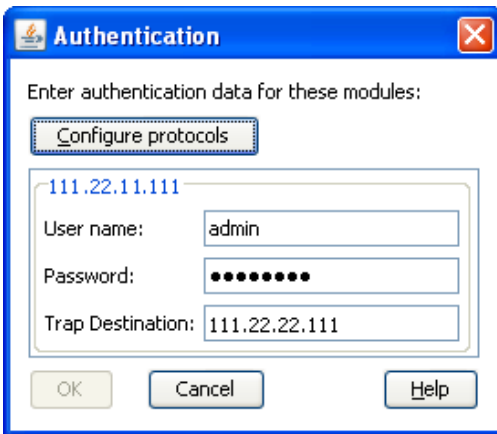 Authentication
Enter authentication data for these modules:
Configure protocols
111.22.11.111
User name: admin
Password: ●●●●●●●●
Trap Destination: 111.22.22.111
OK Cancel Help